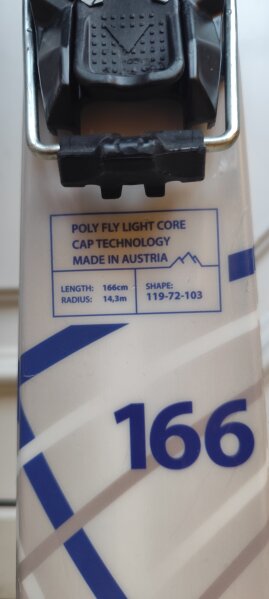 POLY FLY LIGHT CORE
CAP TECHNOLOGY
MADE IN AUSTRIA
LENGTH: 166cm
RADIUS: 14,3m
SHAPE:
119-72-103
166